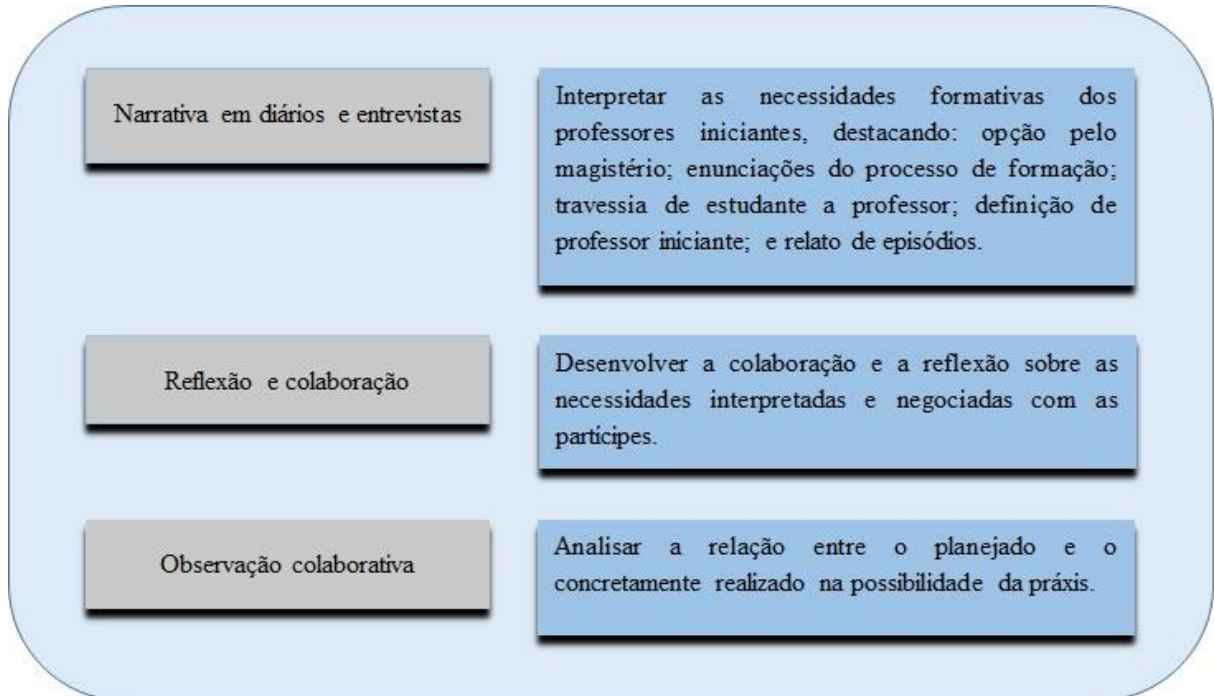 Narrativa em diários e entrevistas
Interpretar as necessidades formativas dos
professores iniciantes, destacando: opção pelo
magistério; enunciações do processo de formação;
travessia de estudante a professor; definição de
professor iniciante; e relato de episódios.
Reflexão e colaboração
Desenvolver a colaboração e a reflexão sobre as
necessidades interpretadas e negociadas com as
partícipes.
Observação colaborativa
Analisar a relação entre o planejado e o
concretamente realizado na possibilidade da práxis.